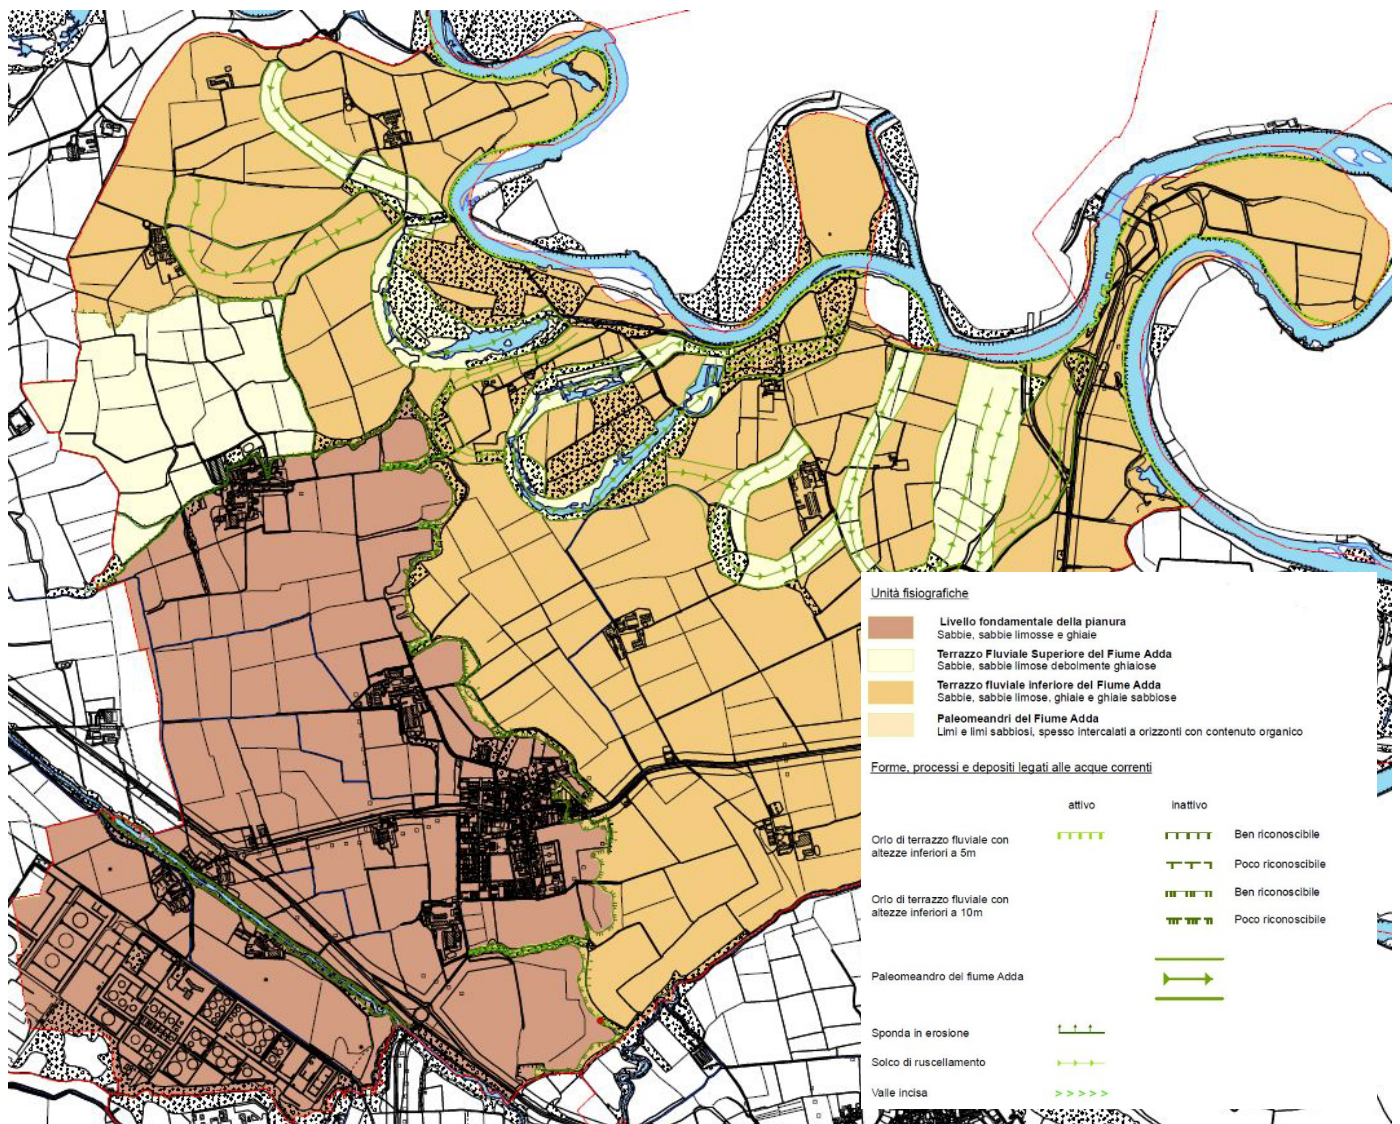 Unità fisiografiche
Livello fondamentale della pianura
Sabbie, sabbie limosse e ghiaie
Terrazzo Fluviale Superiore del Fiume Adda
Sabbie, sabbie limose debolmente ghiaiose
Terrazzo fluviale inferiore del Fiume Adda
Sabbie, sabbie limose, ghiaie e ghiaie sabbiose
Paleomeandri del Fiume Adda
Limi e limi sabbiosi, spesso intercalati a orizzonti con contenuto organico
Forme, processi e depositi legati alle acque correnti
attivo inattivo
Orlo di terrazzo fluviale con
altezze inferiori a 5m
Ben riconoscibile
Poco riconoscibile
Orlo di terrazzo fluviale con
altezze inferiori a 10m
Ben riconoscibile
Poco riconoscibile
Paleomeandro del fiume Adda
Sponda in erosione
Solco di ruscellamento
Valle incisa